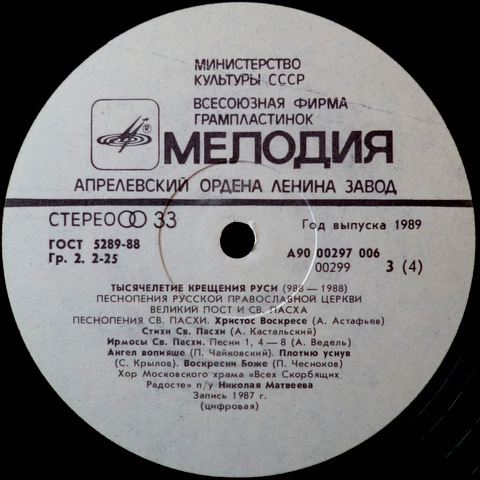 МИНИСТЕРСТВО
КУЛЬТУРЫ СССР
ВСЕСОЮЗНАЯ ФИРМА
ГРАМПЛАСТИНОК
® МЕЛОДИЯ
АПРЕЛЕВСКИЙ ОРДЕНА ЛЕНИНА ЗАВОД
СТЕРЕО 33
Год выпуска 1989
ГОСТ 5289-88
Гр. 2. 2-25
А90 00297 006
00299 3 (4)
ТЫСЯЧЕЛЕТИЕ КРЕЩЕНИЯ РУСИ (988 — 1988)
ПЕСНОПЕНИЯ РУССКОЙ ПРАВОСЛАВНОЙ ЦЕРКВИ
ВЕЛИКИЙ ПОСТ И СВ. ПАСХА
ПЕСНОПЕНИЯ СВ. ПАСХИ. Христос Воскресе (А. Астафьев)
Стихи Св. Пасхи (А. Кастальский)
Ирмосы Св. Пасхи. Песни 1, 4 — 8 (А. Ведель)
Ангел вопияше (П. Чайковский). Плотию уснув
(С. Крылов). Воскресни Боже (П. Чесноков)
Хор Московского храма «Всех Скорбящих
Радосте» п/у Николая Матвеева
Запись 1987 г.
(цифровая)